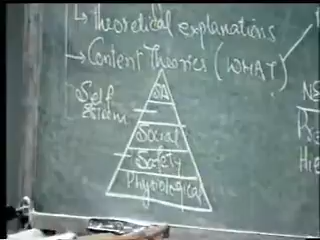 ↳ theoretical explanations
→ Content Theories (WHAT)
SA
Self
Esteem
Social
Safety
Physiological